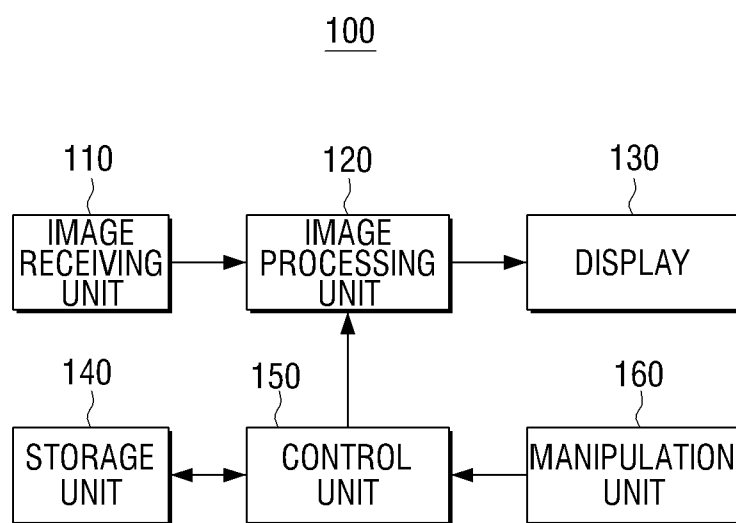 100
110
120
130
IMAGE
RECEIVING
UNIT
IMAGE
PROCESSING
UNIT
DISPLAY
140
150
160
STORAGE
UNIT
CONTROL
UNIT
MANIPULATION
UNIT